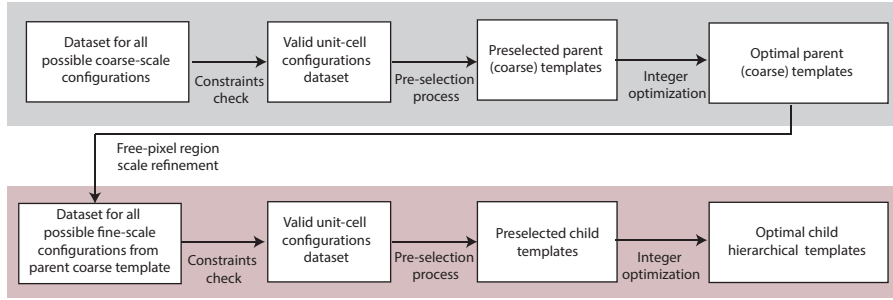 Dataset for all
possible coarse-scale
configurations
Constraints
check
Valid unit-cell
configurations
dataset
Pre-selection
process
Preselected parent
(coarse) templates
Integer
optimization
Optimal parent
(coarse) templates
Free-pixel region
scale refinement
Dataset for all
possible fine-scale
configurations from
parent coarse template
Constraints
check
Valid unit-cell
configurations
dataset
Pre-selection
process
Preselected child
templates
Integer
optimization
Optimal child
hierarchical templates